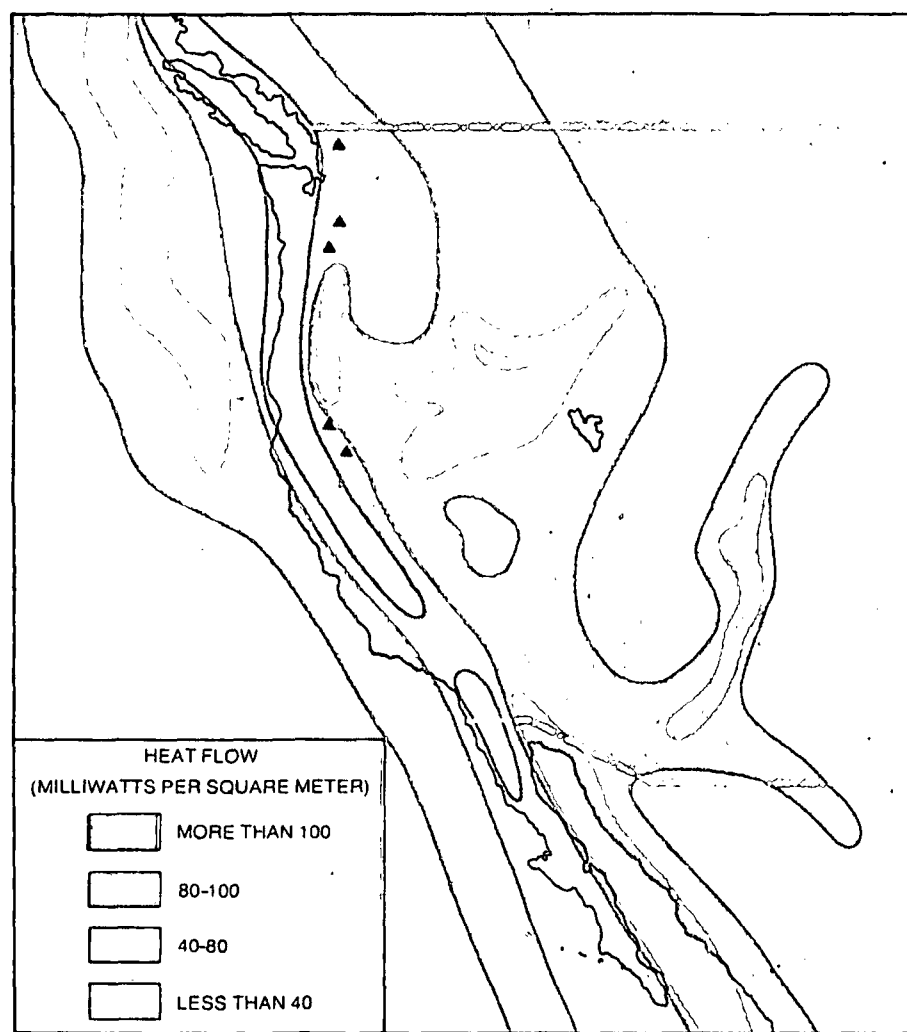 HEAT FLOW
(MILLIWATTS PER SQUARE METER)
MORE THAN 100
80-100
40-80
LESS THAN 40